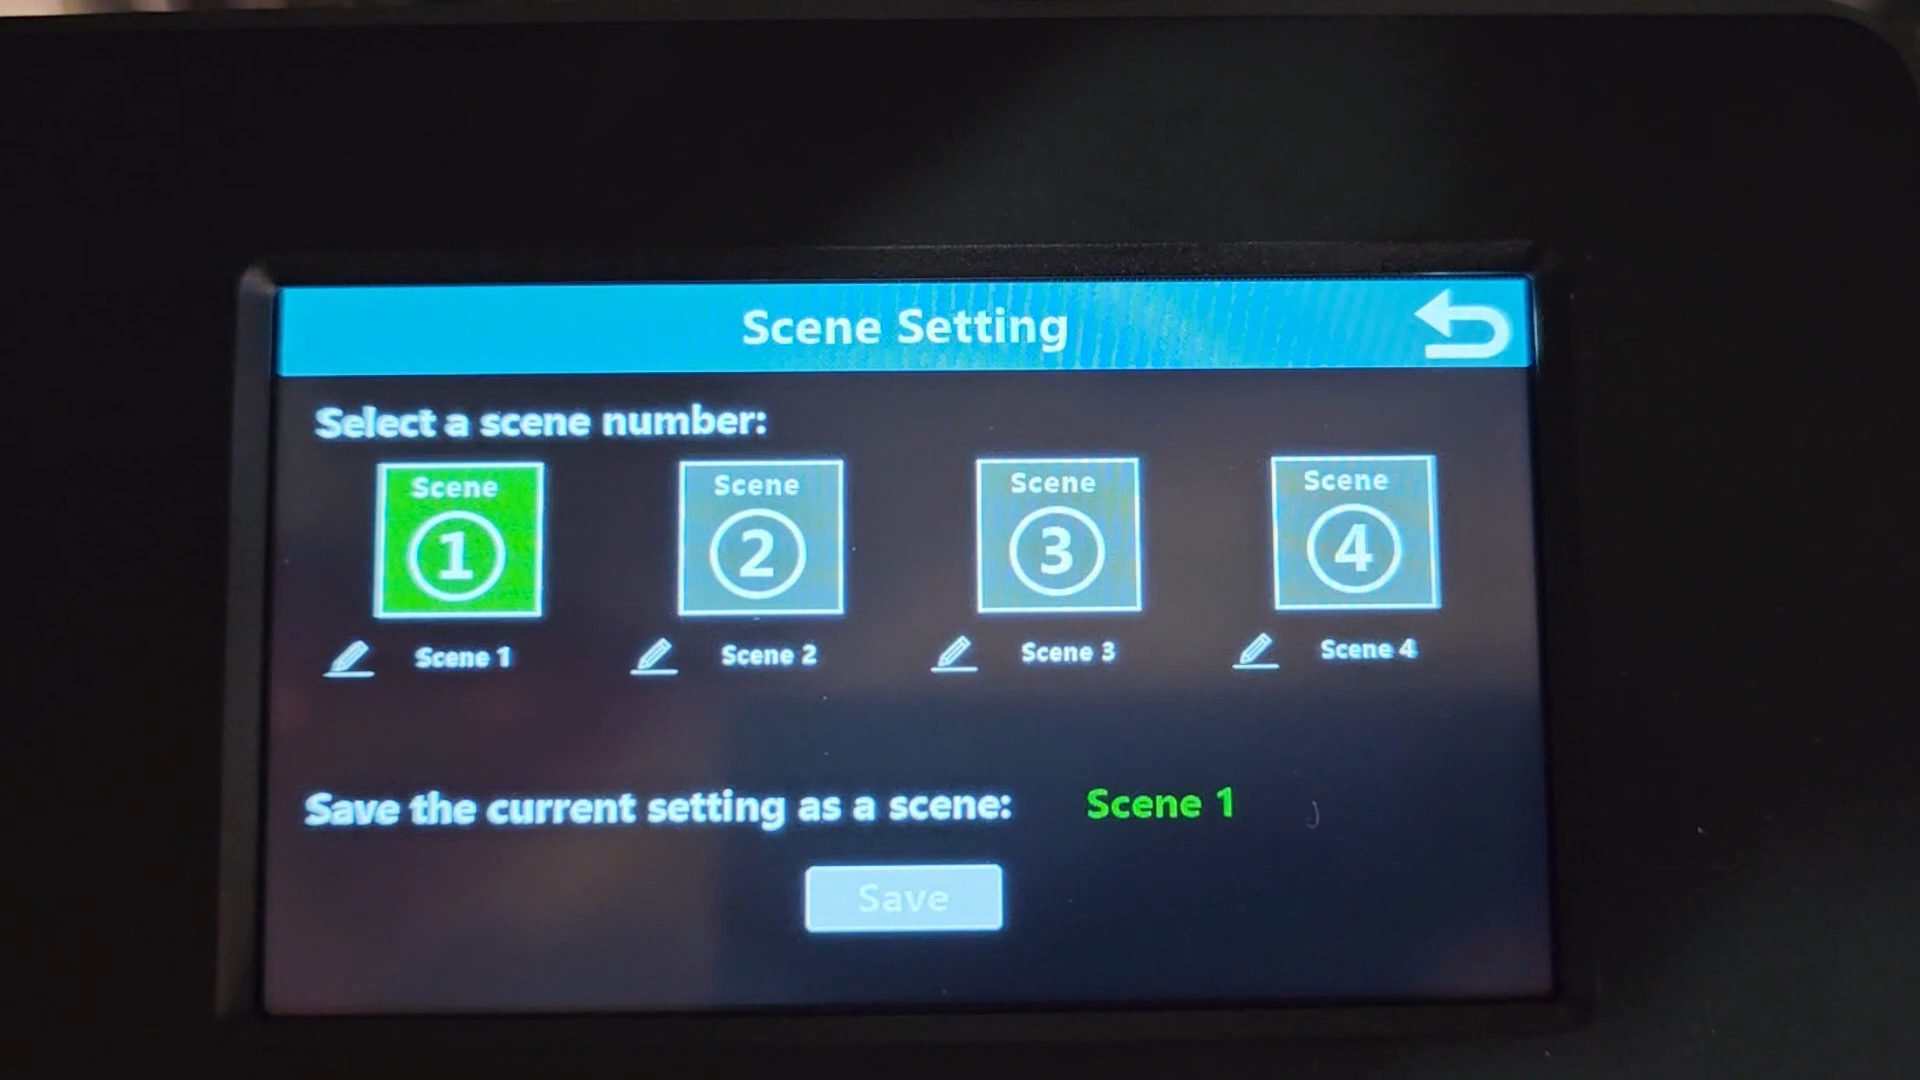 Scene Setting
Select a scene number:
Scene Scene Scene Scene
1 2 3 4
Scene 1 Scene 2 Scene 3 Scene 4
Save the current setting as a scene: Scene 1
Save